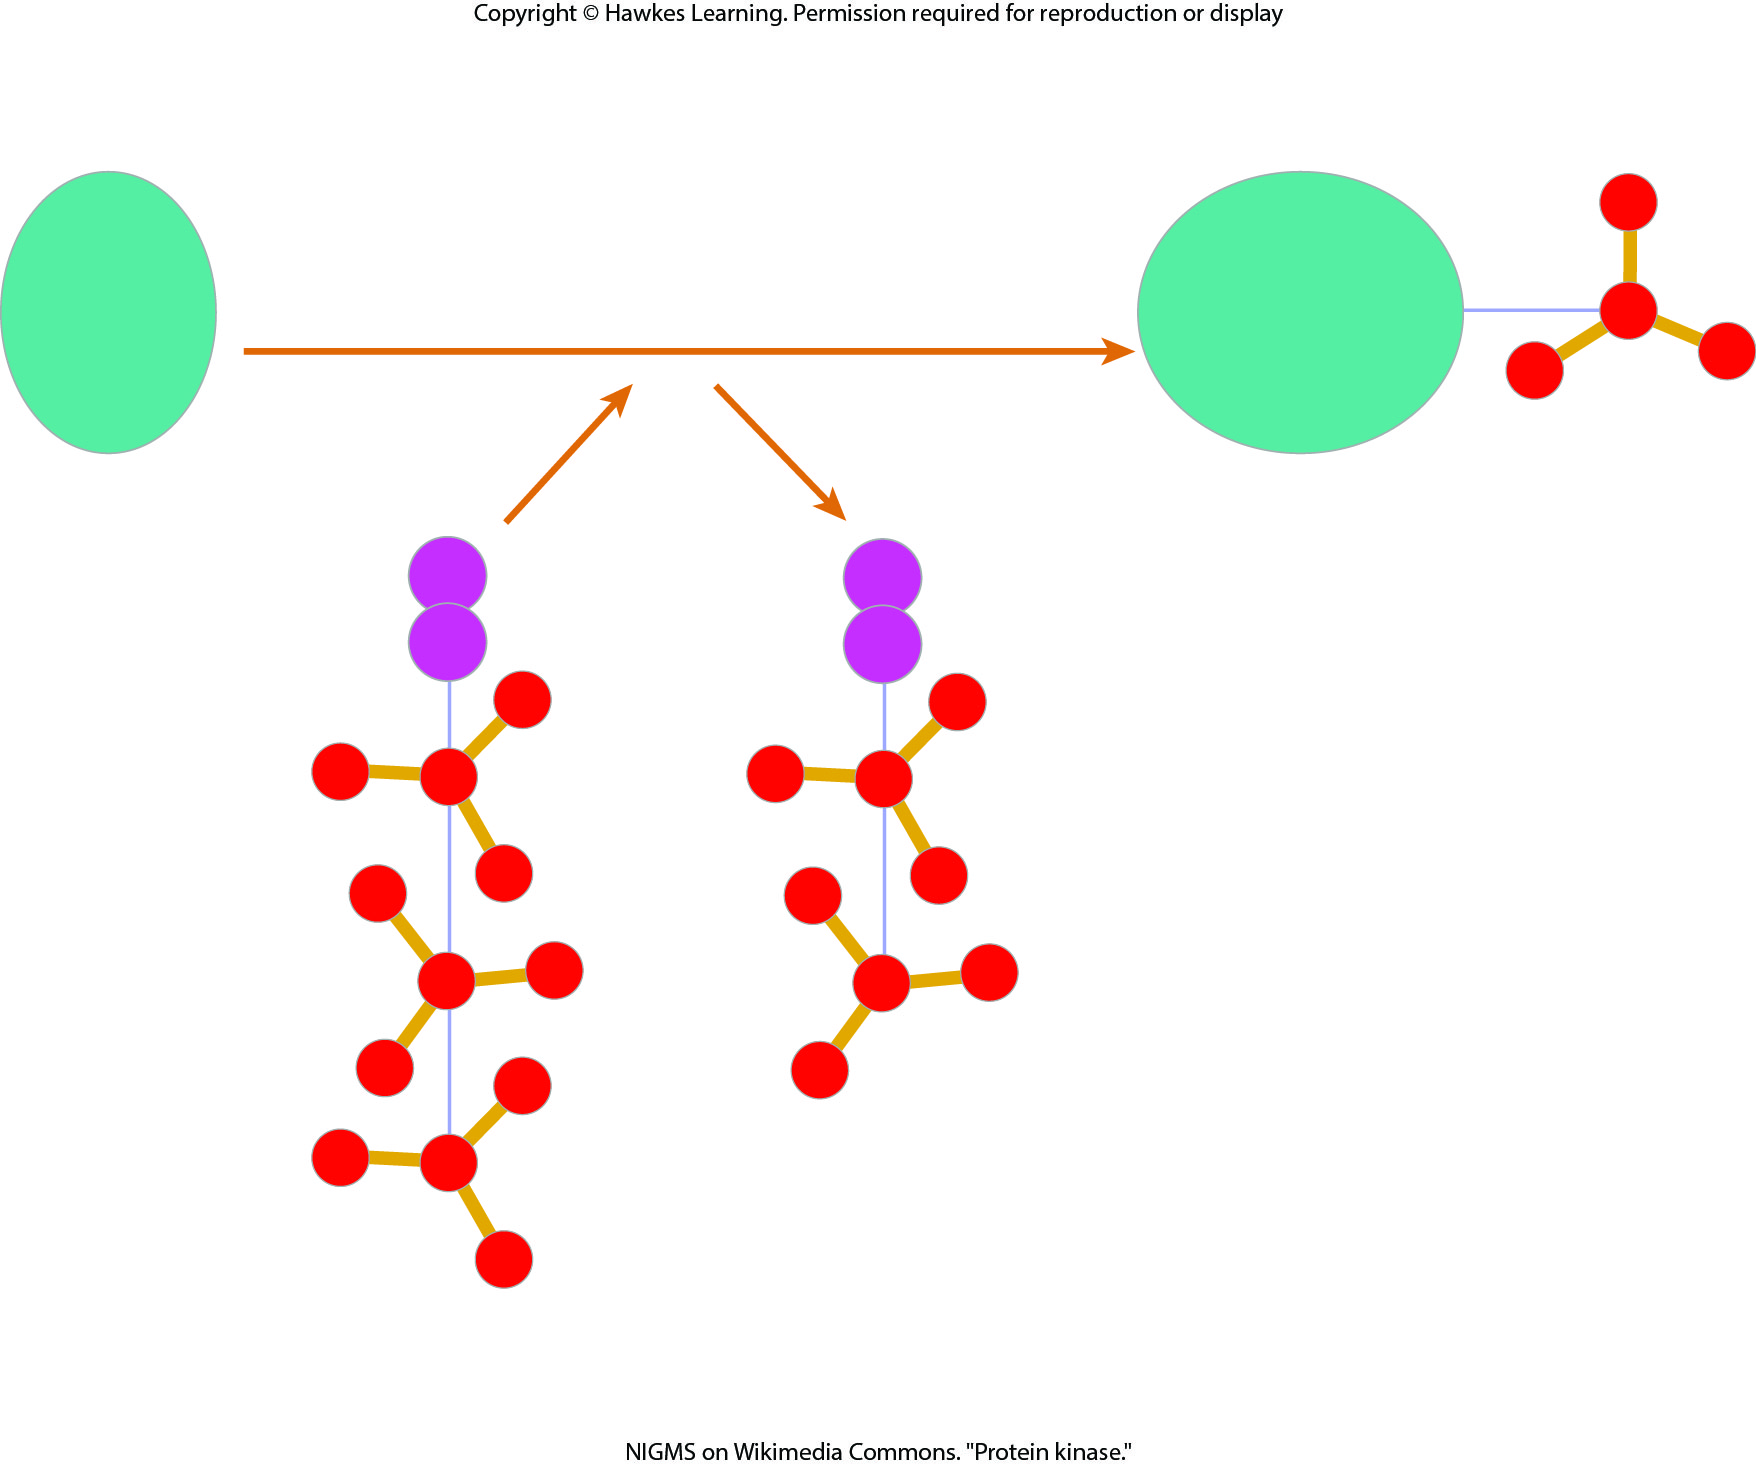 Copyright © Hawkes Learning. Permission required for reproduction or display
NIGMS on Wikimedia Commons. "Protein kinase."